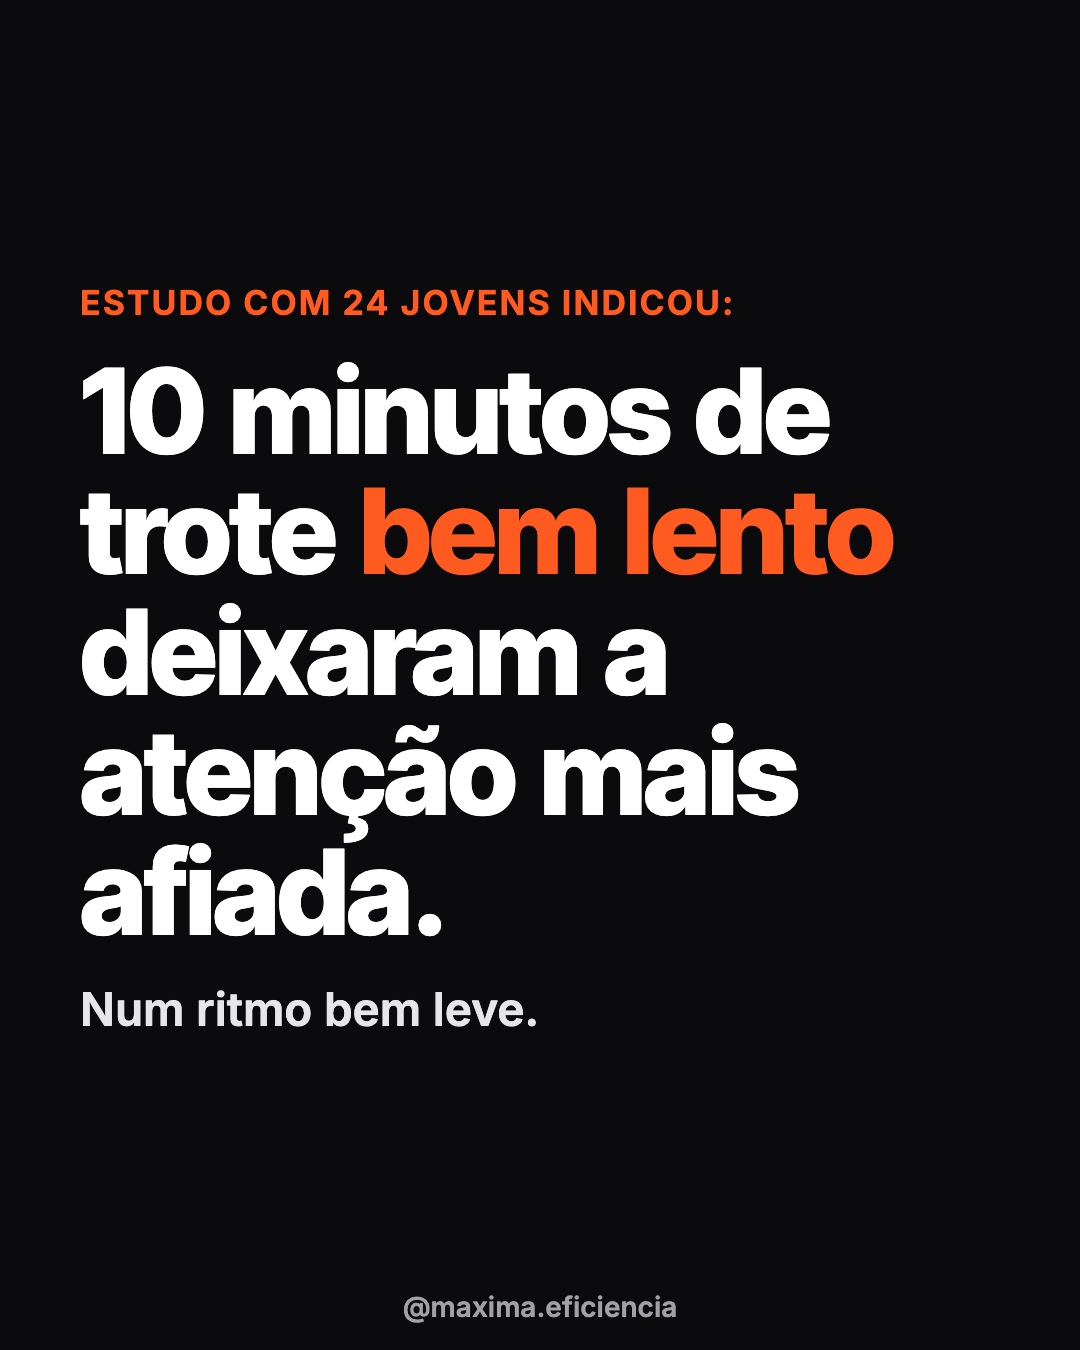 ESTUDO COM 24 JOVENS INDICOU:
10 minutos de
trote bem lento
deixaram a
atenção mais
afiada.
Num ritmo bem leve.
@maxima.eficiencia